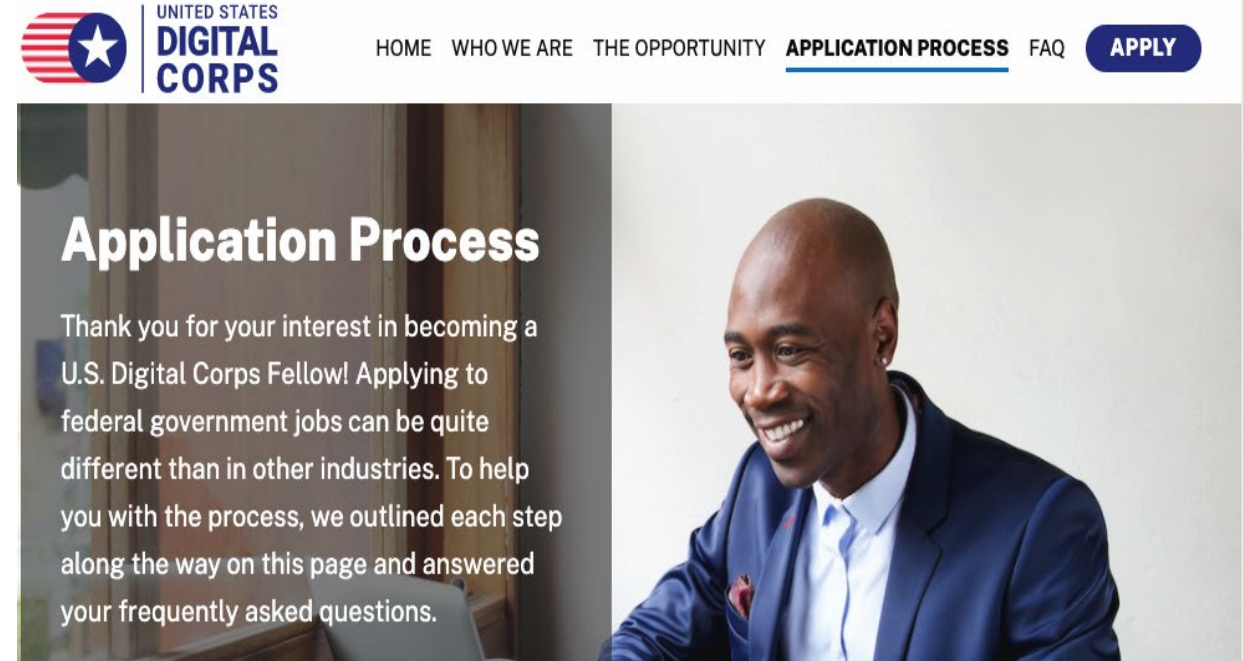 UNITED STATES
DIGITAL
CORPS
HOME WHO WE ARE THE OPPORTUNITY APPLICATION PROCESS FAQ APPLY
Application Process
Thank you for your interest in becoming a
U.S. Digital Corps Fellow! Applying to
federal government jobs can be quite
different than in other industries. To help
you with the process, we outlined each step
along the way on this page and answered
your frequently asked questions.